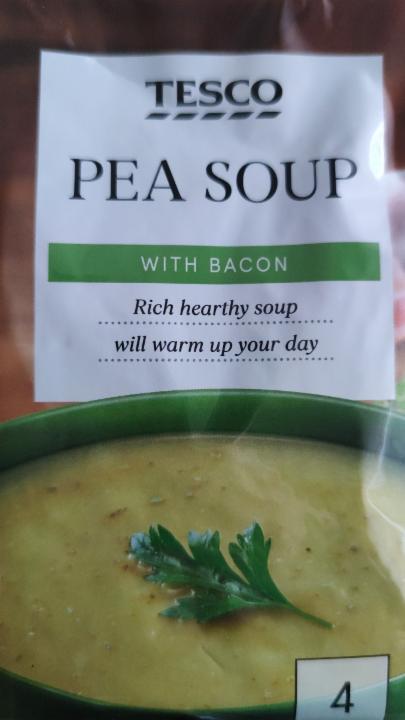 TESCO
PEA SOUP
WITH BACON
Rich hearthy soup
will warm up your day
4